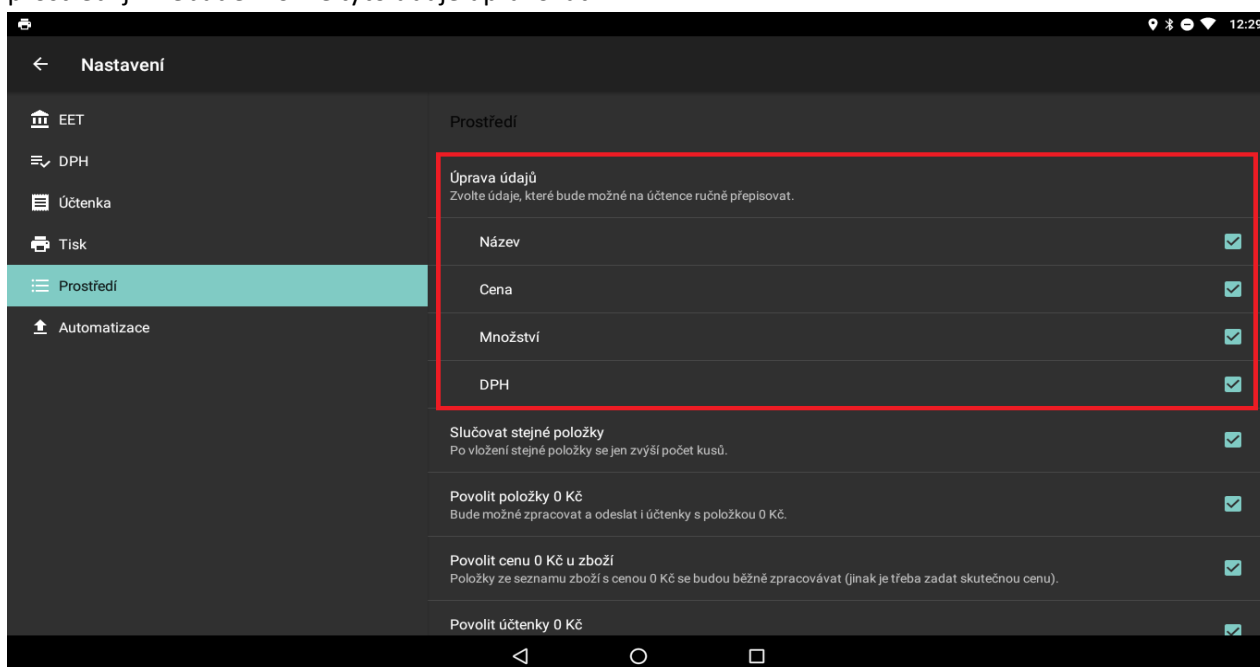 12:29
Nastavení
EET
DPH
Účtenka
Tisk
Prostředí
Automatizace
Prostředí
Úprava údajů
Zvolte údaje, které bude možné na účtence ručně přepisovat.
Název
Cena
Množství
DPH
Slučovat stejné položky
Po vložení stejné položky se jen zvýší počet kusů.
Povolit položky 0 Kč
Bude možné zpracovat a odeslat i účtenky s položkou 0 Kč.
Povolit cenu 0 Kč u zboží
Položky ze seznamu zboží s cenou 0 Kč se budou běžně zpracovávat (jinak je třeba zadat skutečnou cenu).
Povolit účtenky 0 Kč